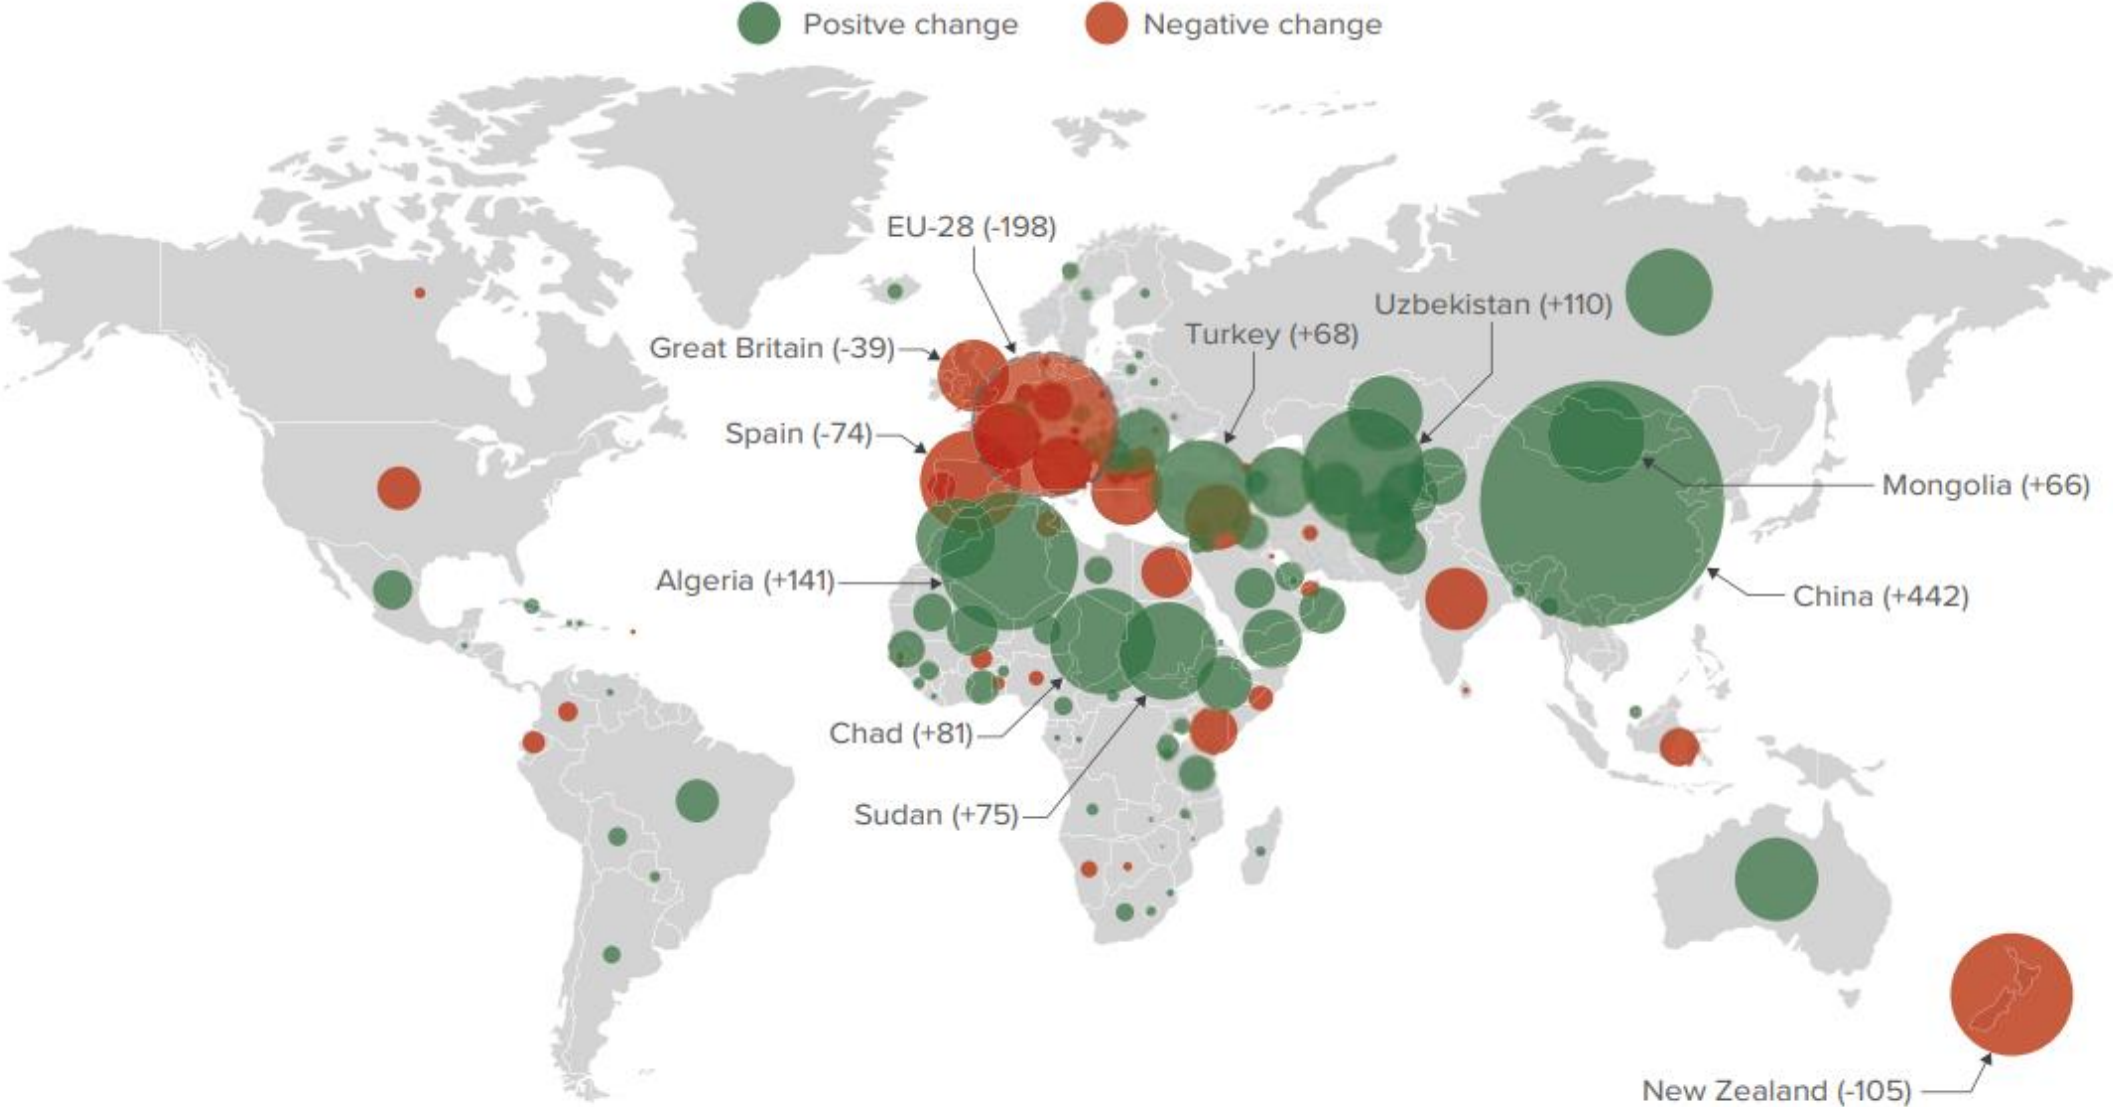 Positve change
Negative change
EU-28 (-198)
Uzbekistan (+110)
Turkey (+68)
Great Britain (-39)
Spain (-74)
Mongolia (+66)
Algeria (+141)
China (+442)
Chad (+81)
Sudan (+75)
New Zealand (-105)